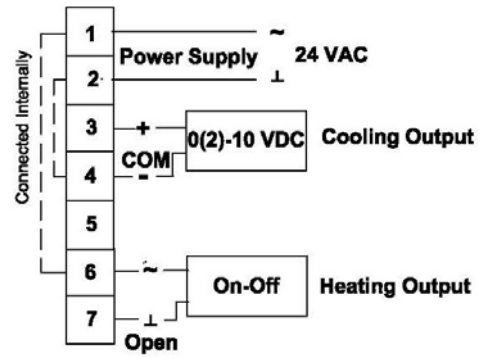 1
~
Power Supply
24 VAC
2
⊥
Connected Internally
3
+
0(2)-10 VDC
Cooling Output
COM
4
-
5
6
~
On-Off
Heating Output
7
⊥
Open